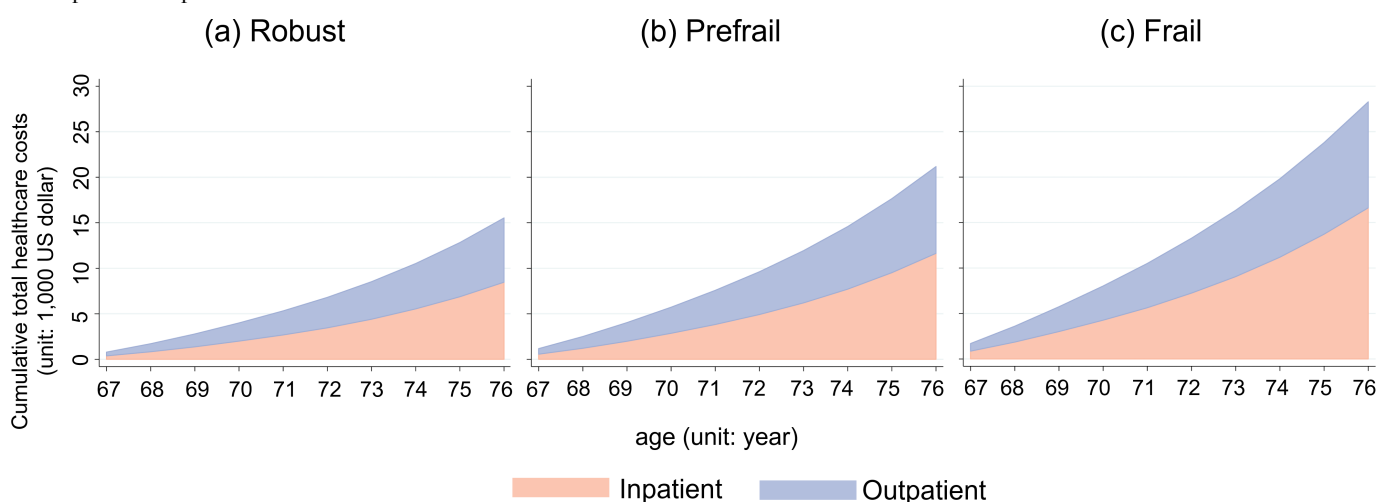 (a) Robust
(b) Prefrail
(c) Frail
Cumulative total healthcare costs
(unit: 1,000 US dollar)
30
25
20
15
10
5
0
67 68 69 70 71 72 73 74 75 76
67 68 69 70 71 72 73 74 75 76
67 68 69 70 71 72 73 74 75 76
age (unit: year)
Inpatient Outpatient